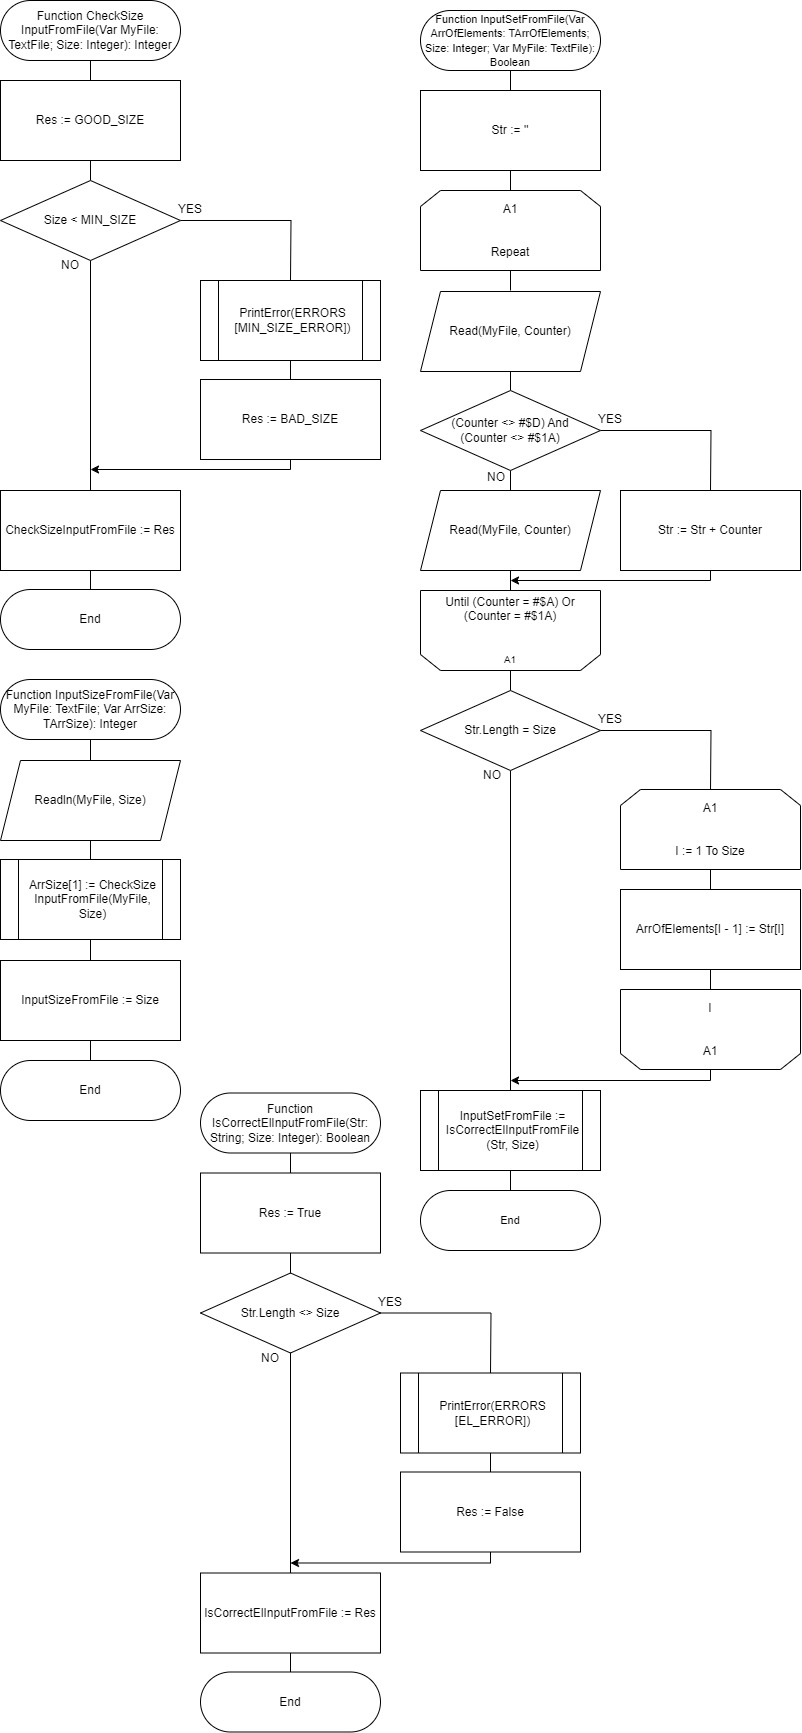 Function CheckSize
InputFromFile(Var MyFile:
TextFile; Size: Integer): Integer
Res := GOOD_SIZE
Size < MIN_SIZE
YES
NO
PrintError(ERRORS
[MIN_SIZE_ERROR])
Res := BAD_SIZE
CheckSizeInputFromFile := Res
End
Function InputSizeFromFile(Var
MyFile: TextFile; Var ArrSize:
TArrSize): Integer
Readln(MyFile, Size)
ArrSize[1] := CheckSize
InputFromFile(MyFile,
Size)
InputSizeFromFile := Size
End
Function InputSetFromFile(Var
ArrOfElements: TArrOfElements;
Size: Integer; Var MyFile: TextFile):
Boolean
Str := ''
A1
Repeat
Read(MyFile, Counter)
(Counter <> #$D) And
(Counter <> #$1A)
YES
NO
Read(MyFile, Counter)
Str := Str + Counter
Until (Counter = #$A) Or
(Counter = #$1A)
A1
Str.Length = Size
YES
NO
A1
I := 1 To Size
ArrOfElements[I - 1] := Str[I]
I
A1
InputSetFromFile :=
IsCorrectElInputFromFile
(Str, Size)
End
Function
IsCorrectElInputFromFile(Str:
String; Size: Integer): Boolean
Res := True
Str.Length <> Size
YES
NO
PrintError(ERRORS
[EL_ERROR])
Res := False
IsCorrectElInputFromFile := Res
End